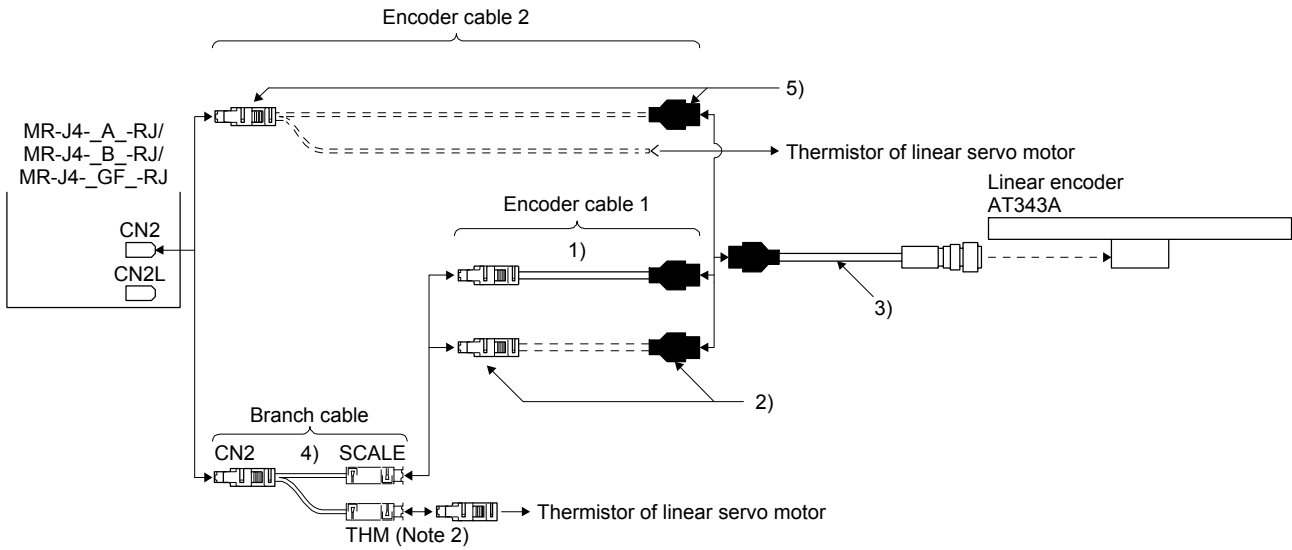 Encoder cable 2
5)
MR-J4-_A_-RJ/
MR-J4-_B_-RJ/
MR-J4-_GF_-RJ
Thermistor of linear servo motor
Linear encoder
AT343A
CN2
CN2L
Encoder cable 1
1)
3)
2)
Branch cable
CN2 4) SCALE
Thermistor of linear servo motor
THM (Note 2)